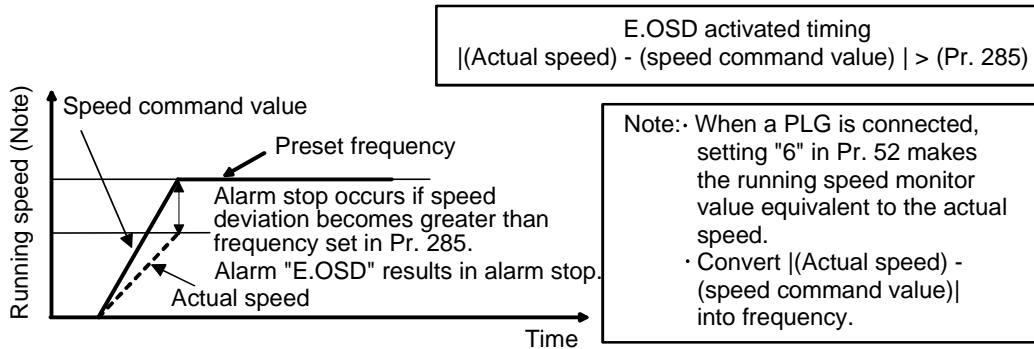 E.OSD activated timing
|(Actual speed) - (speed command value) | > (Pr. 285)
Running speed (Note)
Speed command value
Preset frequency
Alarm stop occurs if speed
deviation becomes greater than
frequency set in Pr. 285.
Alarm "E.OSD" results in alarm stop.
Actual speed
Time
Note:· When a PLG is connected,
setting "6" in Pr. 52 makes
the running speed monitor
value equivalent to the actual
speed.
· Convert |(Actual speed) -
(speed command value)|
into frequency.